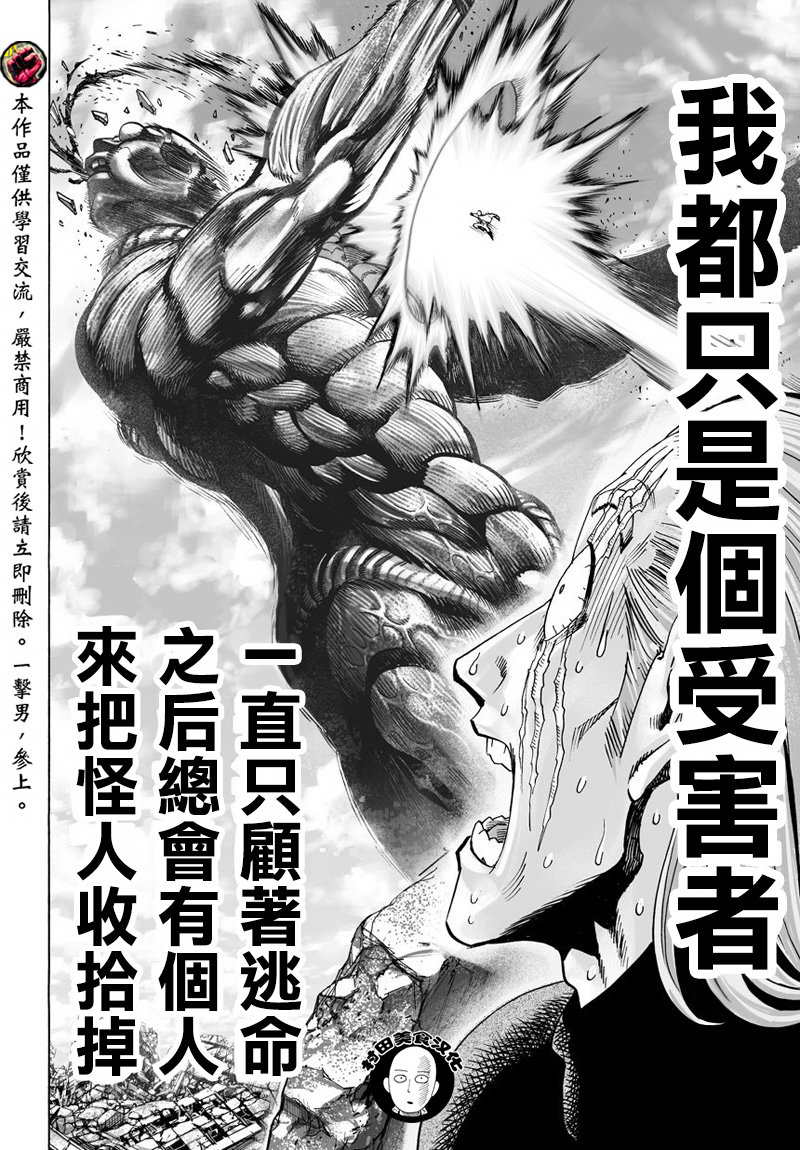 我都只是個受害者
一直只顧著逃命
之后總會有個人
來把怪人收拾掉
村田美食汉化
本作品僅供學習交流，嚴禁商用！欣賞後請立即刪除。一擊男，參上。